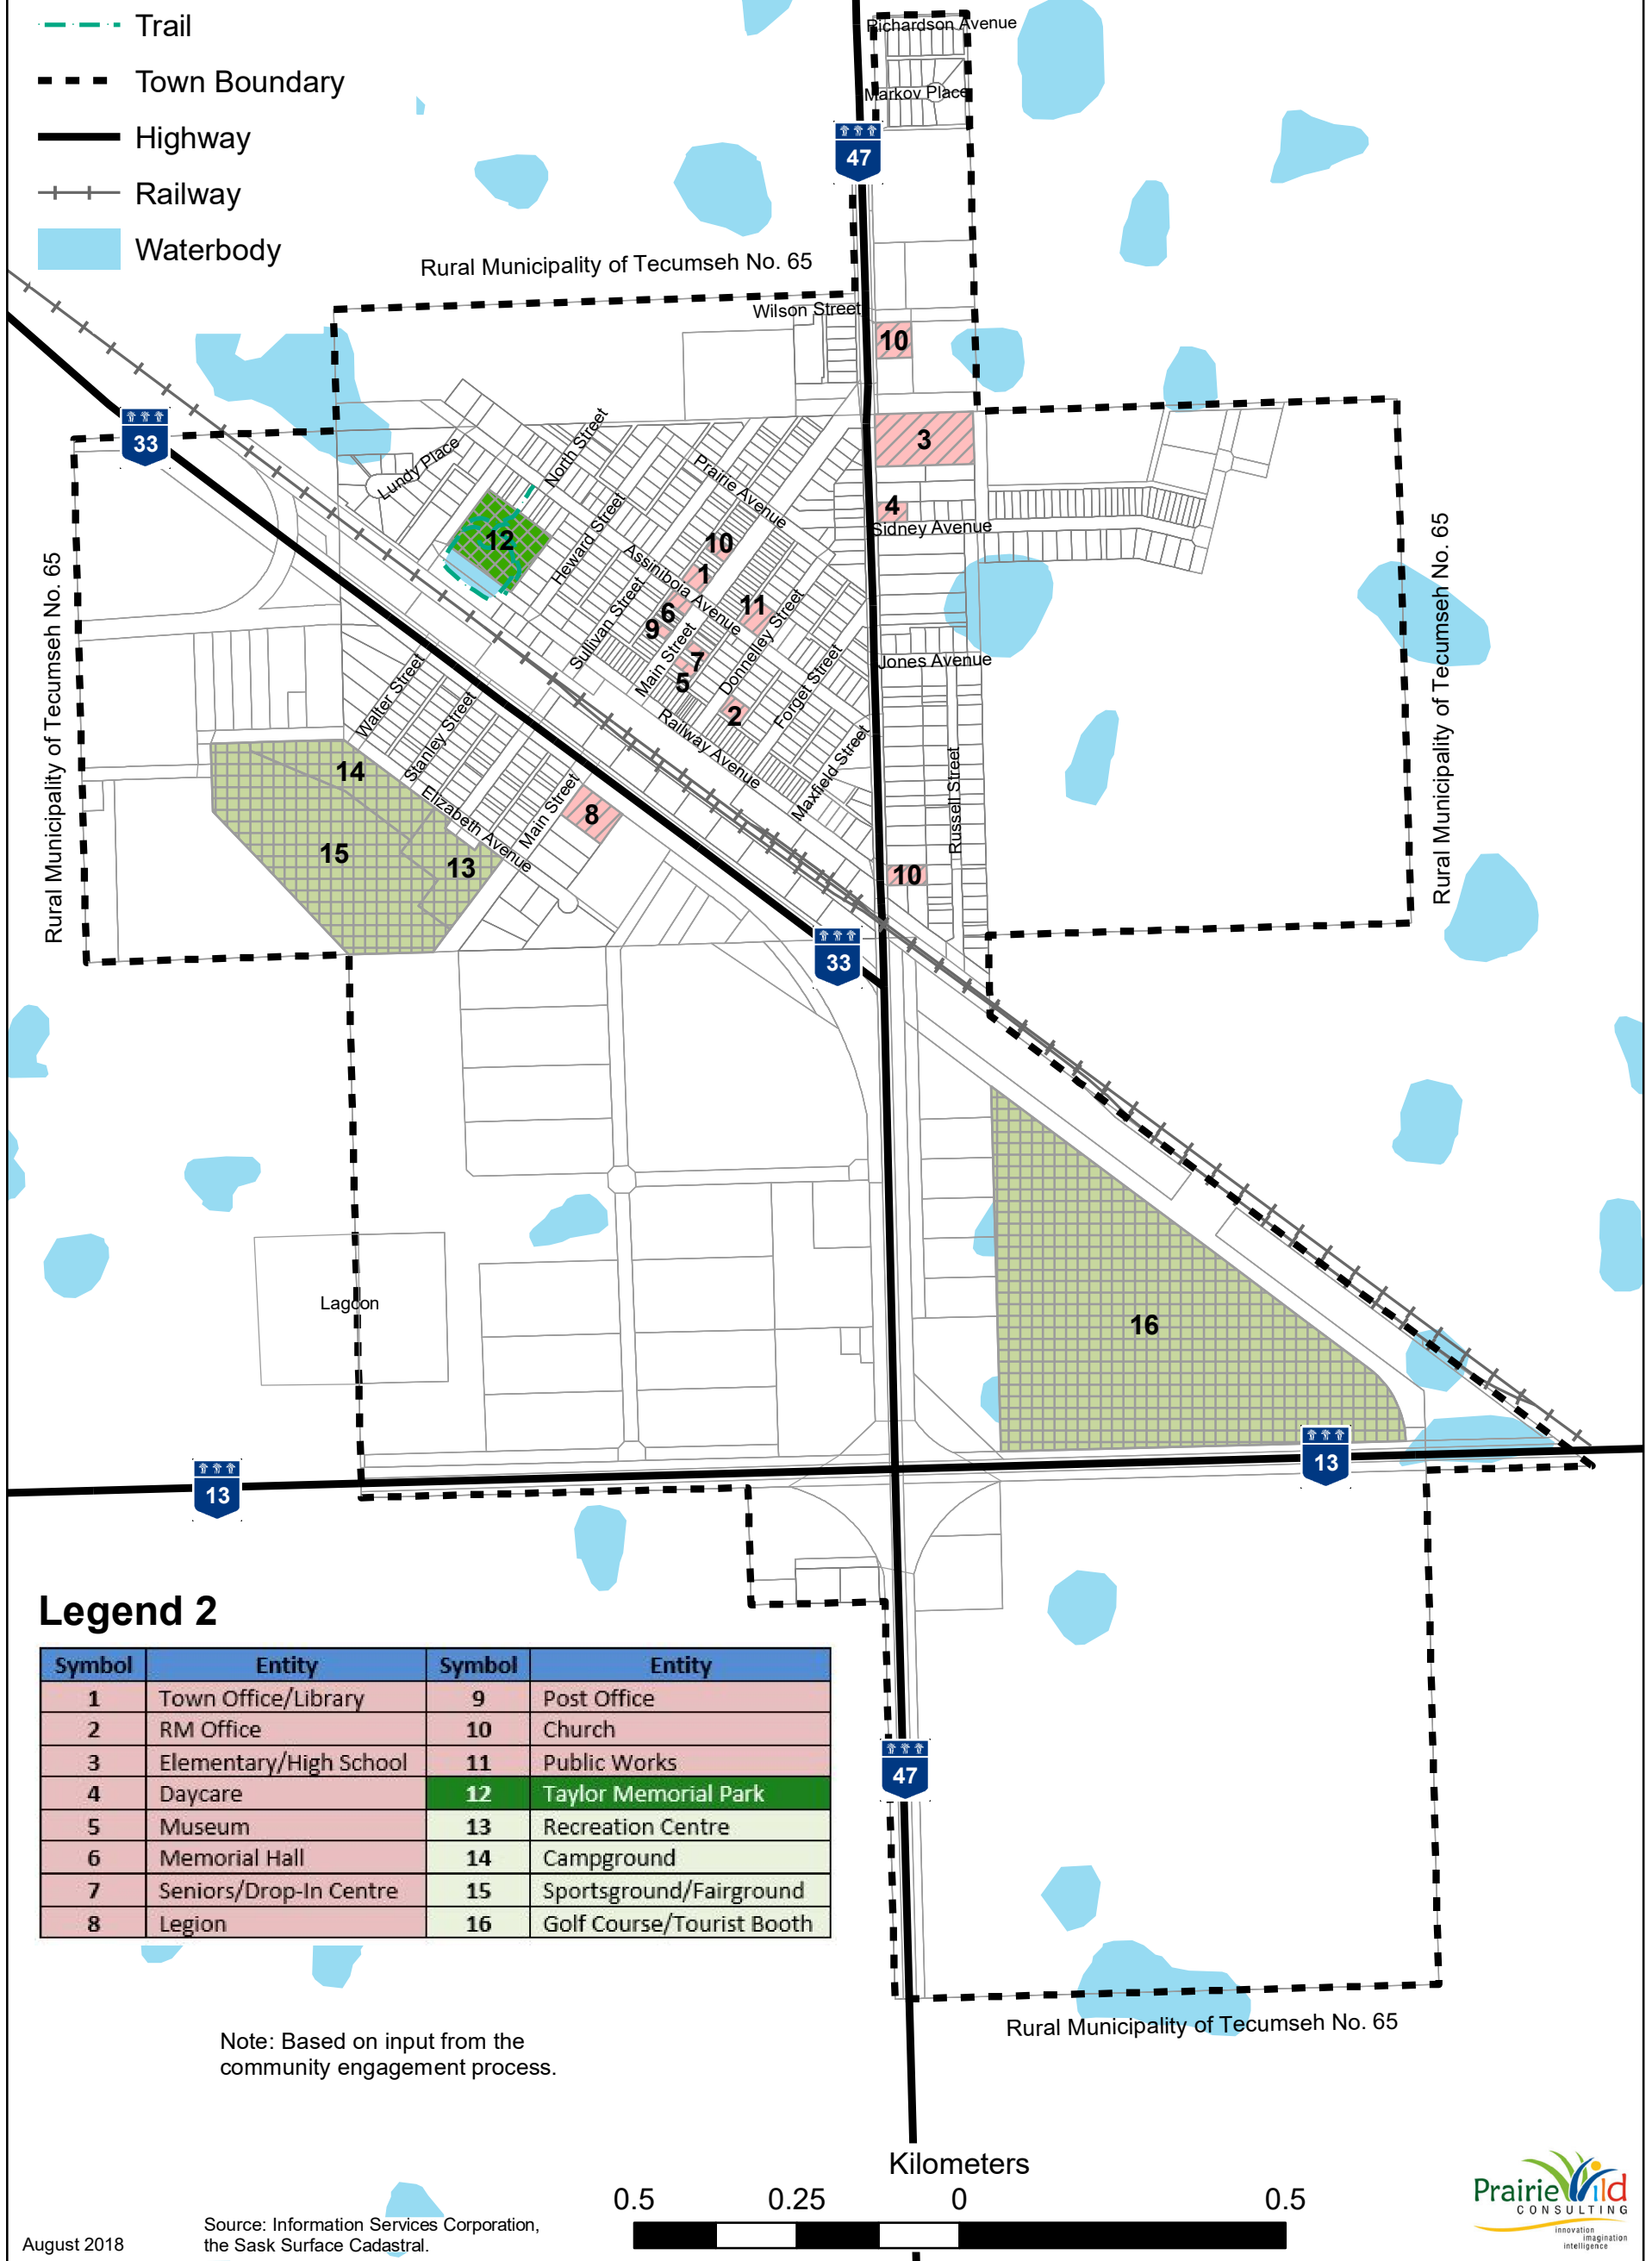 Trail
Town Boundary
Highway
Railway
Waterbody
Richardson Avenue
Markov Place
47
Rural Municipality of Tecumseh No. 65
Wilson Street
10
33
3
Lundy Place
North Street
Prairie Avenue
4
Sidney Avenue
12
Heward Street
10
Assiniboia Avenue
1
6
11
9
Sullivan Street
Main Street
7
Donnelley Street
5
Forget Street
2
Jones Avenue
Rural Municipality of Tecumseh No. 65
Rural Municipality of Tecumseh No. 65
Walter Street
Stanley Street
Railway Avenue
Maxfield Street
Russell Street
14
Elizabeth Avenue
Main Street
8
15
13
10
33
Lagoon
16
13
13
47
Rural Municipality of Tecumseh No. 65
Legend 2
Symbol Entity Symbol Entity
1 Town Office/Library 9 Post Office
2 RM Office 10 Church
3 Elementary/High School 11 Public Works
4 Daycare 12 Taylor Memorial Park
5 Museum 13 Recreation Centre
6 Memorial Hall 14 Campground
7 Seniors/Drop-In Centre 15 Sportsground/Fairground
8 Legion 16 Golf Course/Tourist Booth
Note: Based on input from the
community engagement process.
Kilometers
0.5 0.25 0 0.5
August 2018
Source: Information Services Corporation,
the Sask Surface Cadastral.
PrairieWild
CONSULTING
innovation
imagination
intelligence